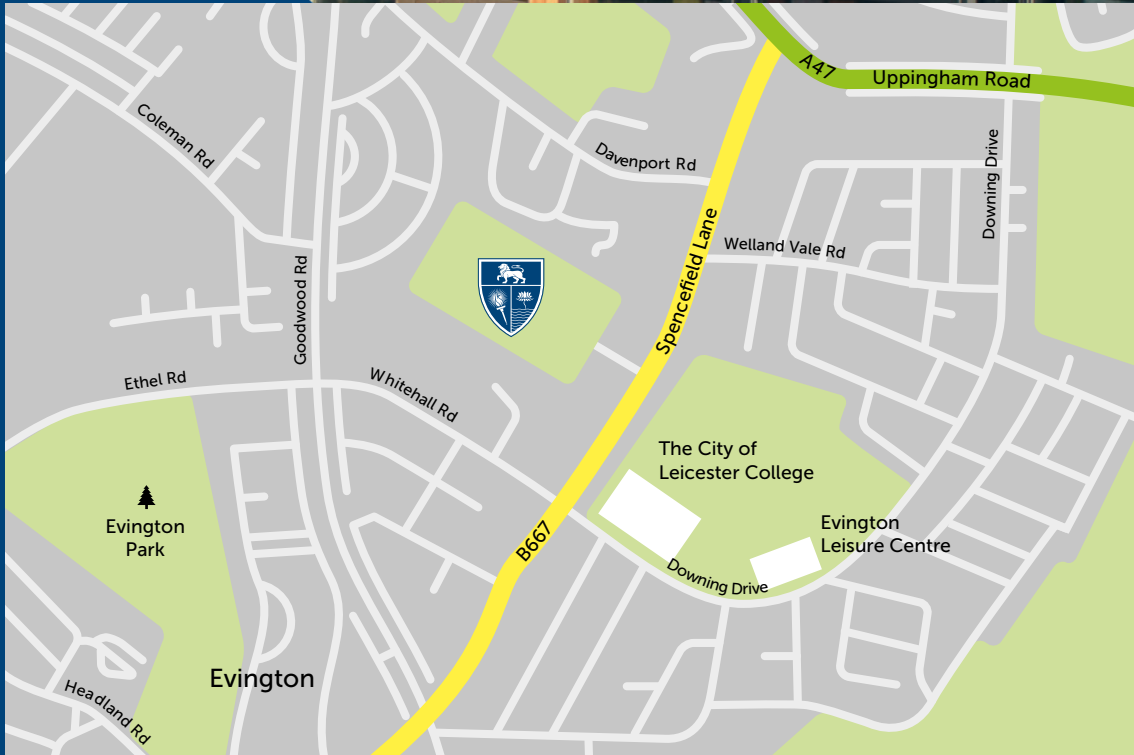 A47
Uppingham Road
Coleman Rd
Davenport Rd
Downing Drive
Spencefield Lane
Welland Vale Rd
Goodwood Rd
Ethel Rd
Whitehall Rd
The City of
Leicester College
Evington
Park
Evington
Leisure Centre
B667
Downing Drive
Evington
Headland Rd